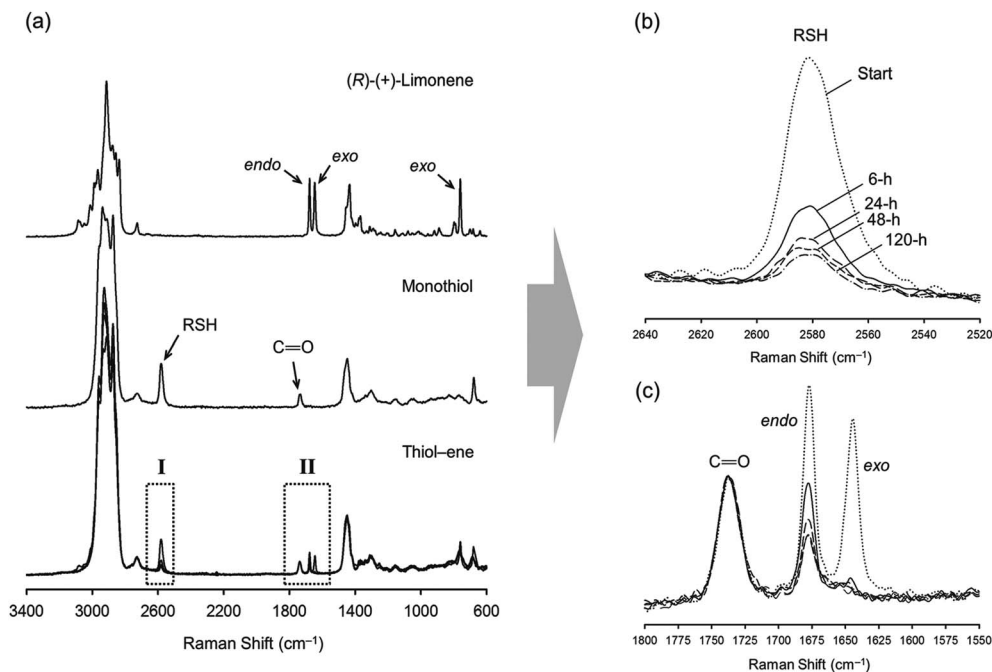 (a)
(R)-(+)-Limonene
endo
exo
exo
Monothiol
RSH
C=O
Thiol–ene
I
II
3400 3000 2600 2200 1800 1400 1000 600
Raman Shift (cm⁻¹)
(b)
RSH
Start
6-h
24-h
48-h
120-h
2640 2620 2600 2580 2560 2540 2520
Raman Shift (cm⁻¹)
(c)
endo
C=O
exo
1800 1775 1750 1725 1700 1675 1650 1625 1600 1575 1550
Raman Shift (cm⁻¹)